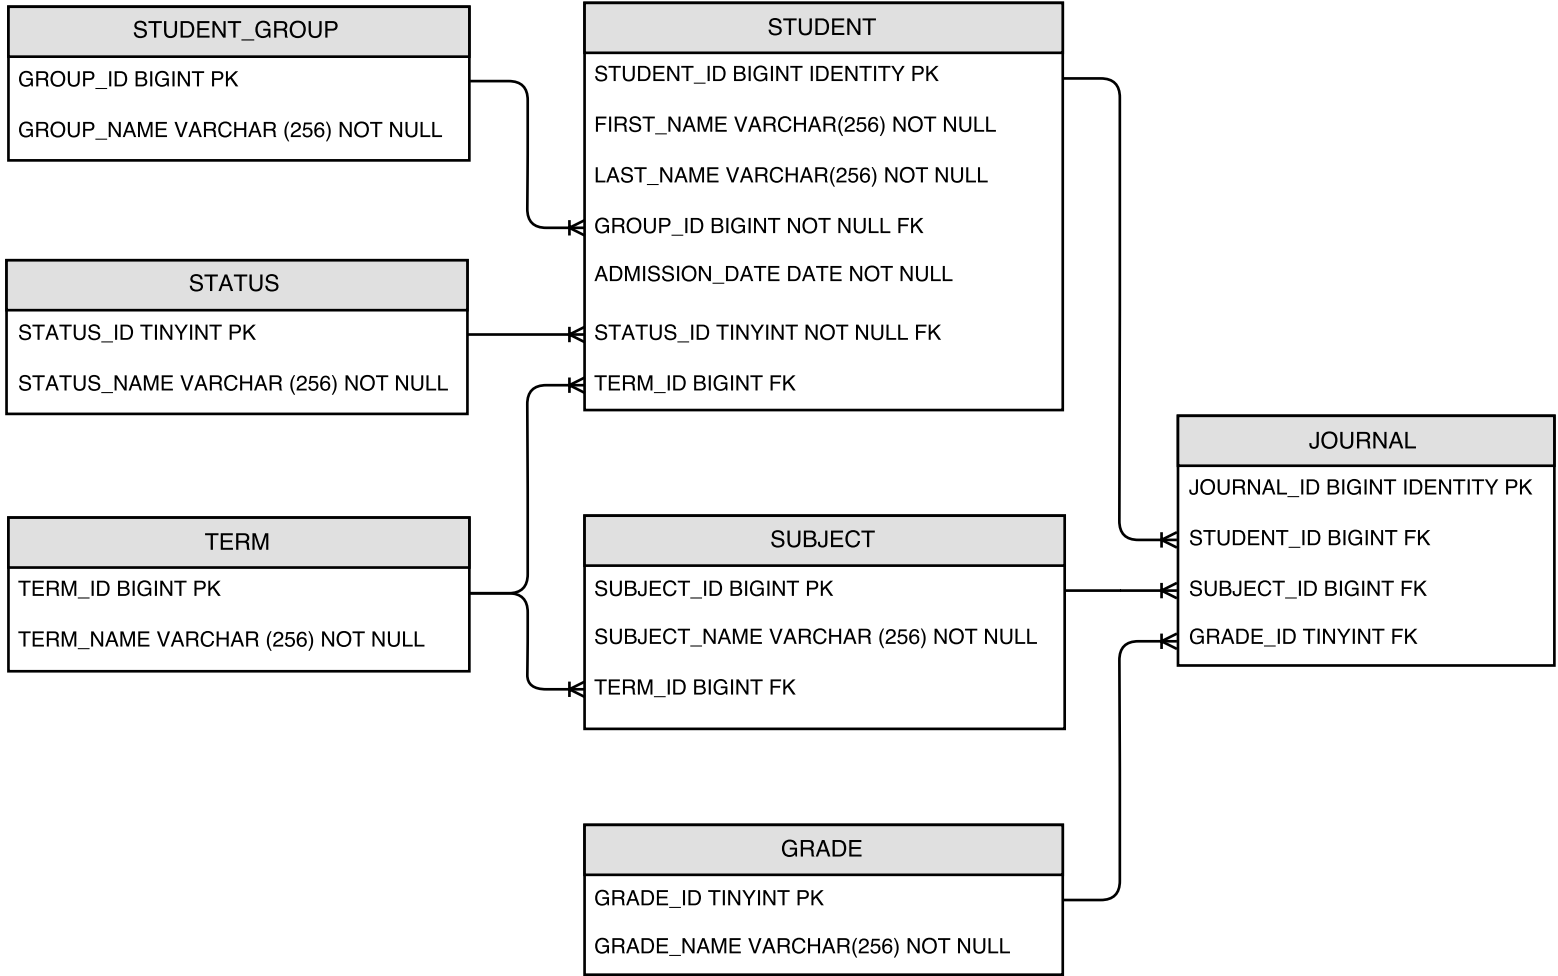 STUDENT_GROUP
GROUP_ID BIGINT PK
GROUP_NAME VARCHAR (256) NOT NULL
STUDENT
STUDENT_ID BIGINT IDENTITY PK
FIRST_NAME VARCHAR(256) NOT NULL
LAST_NAME VARCHAR(256) NOT NULL
GROUP_ID BIGINT NOT NULL FK
ADMISSION_DATE DATE NOT NULL
STATUS_ID TINYINT NOT NULL FK
TERM_ID BIGINT FK
STATUS
STATUS_ID TINYINT PK
STATUS_NAME VARCHAR (256) NOT NULL
JOURNAL
JOURNAL_ID BIGINT IDENTITY PK
STUDENT_ID BIGINT FK
SUBJECT_ID BIGINT FK
GRADE_ID TINYINT FK
TERM
TERM_ID BIGINT PK
TERM_NAME VARCHAR (256) NOT NULL
SUBJECT
SUBJECT_ID BIGINT PK
SUBJECT_NAME VARCHAR (256) NOT NULL
TERM_ID BIGINT FK
GRADE
GRADE_ID TINYINT PK
GRADE_NAME VARCHAR(256) NOT NULL